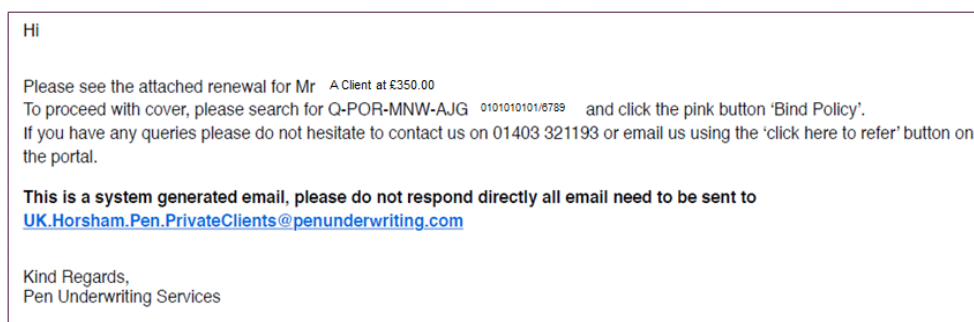 Hi
Please see the attached renewal for Mr A Client at £350.00
To proceed with cover, please search for Q-POR-MNW-AJG 0101010101/6789 and click the pink button ‘Bind Policy’.
If you have any queries please do not hesitate to contact us on 01403 321193 or email us using the ‘click here to refer’ button on
the portal.
This is a system generated email, please do not respond directly all email need to be sent to
UK.Horsham.Pen.PrivateClients@penunderwriting.com
Kind Regards,
Pen Underwriting Services